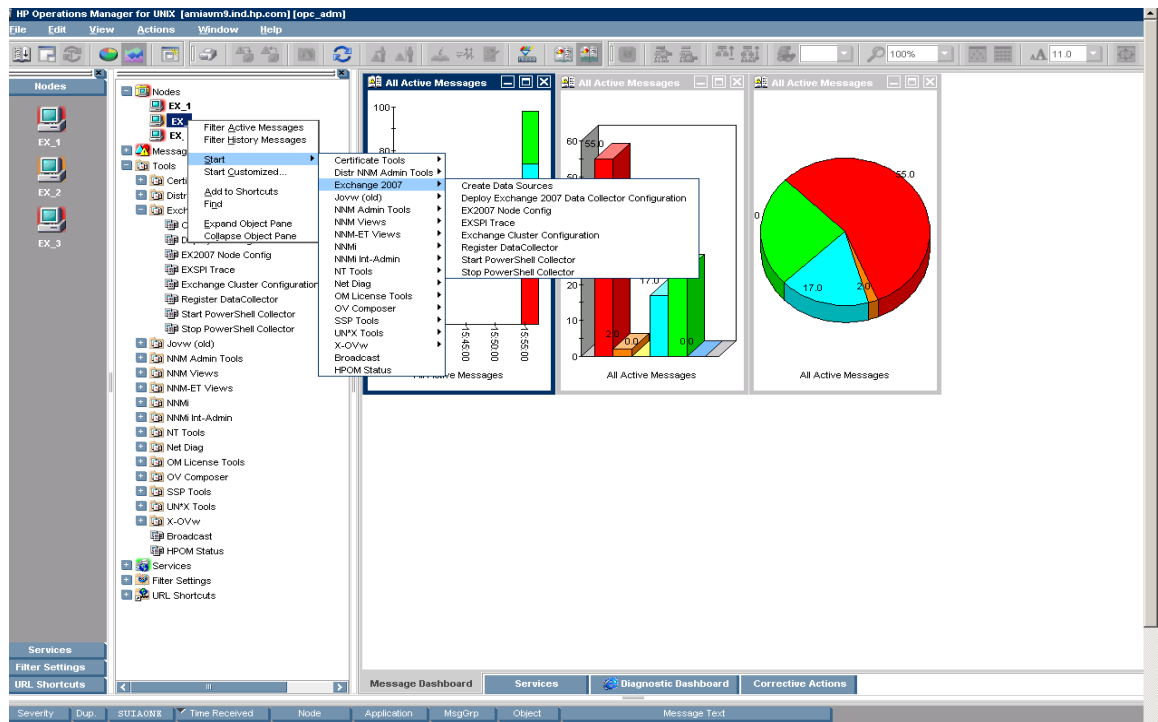 HP Operations Manager for UNIX [amiavm9.ind.hp.com] [opc_adm]
File Edit View Actions Window Help
100% 11.0
Nodes
EX_1
EX_2
EX_3
Services
Filter Settings
URL Shortcuts
Nodes
EX_1
EX_
EX_
Messag
Tools
Certi
Distr
Exch
C
D
EX2007 Node Config
EXSPI Trace
Exchange Cluster Configuration
Register DataCollector
Start PowerShell Collector
Stop PowerShell Collector
Jovw (old)
NNM Admin Tools
NNM Views
NNM-ET Views
NNMi
NNMi Int-Admin
NT Tools
Net Diag
OM License Tools
OV Composer
SSP Tools
UN*X Tools
X-OVw
Broadcast
HPOM Status
Services
Filter Settings
URL Shortcuts
Filter Active Messages
Filter History Messages
Start
Start Customized...
Add to Shortcuts
Find
Expand Object Pane
Collapse Object Pane
Certificate Tools
Distr NNM Admin Tools
Exchange 2007
Jovw (old)
NNM Admin Tools
NNM Views
NNM-ET Views
NNMi
NNMi Int-Admin
NT Tools
Net Diag
OM License Tools
OV Composer
SSP Tools
UN*X Tools
X-OVw
Broadcast
HPOM Status
Create Data Sources
Deploy Exchange 2007 Data Collector Configuration
EX2007 Node Config
EXSPI Trace
Exchange Cluster Configuration
Register DataCollector
Start PowerShell Collector
Stop PowerShell Collector
All Active Messages
100
80
15:45:00
15:50:00
15:55:00
All Active Messages
All Active Messages
60
55.0
50
20
10
0
2.0
0.0
17.0
0.0
All Active Messages
All Active Messages
55.0
0
17.0
2.0
All Active Messages
Message Dashboard Services Diagnostic Dashboard Corrective Actions
Severity Dup. SUIAONE Time Received Node Application MsgGrp Object Message Text